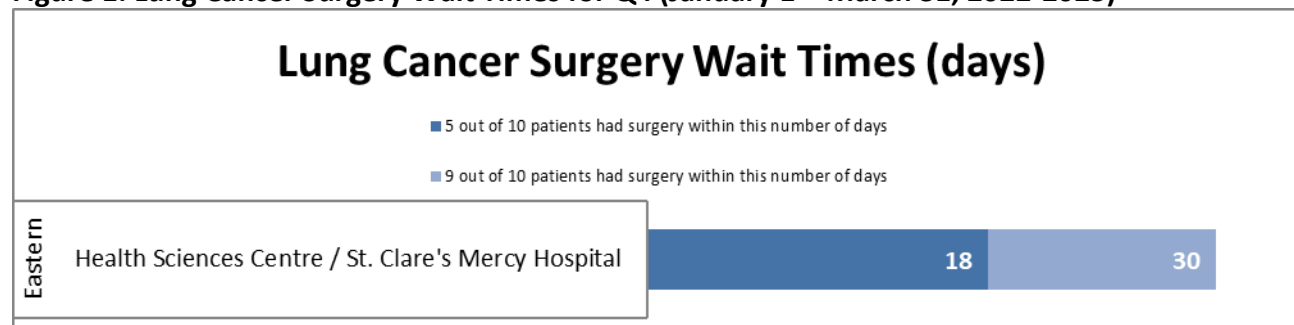 Lung Cancer Surgery Wait Times (days)
5 out of 10 patients had surgery within this number of days
9 out of 10 patients had surgery within this number of days
Eastern
Health Sciences Centre / St. Clare's Mercy Hospital
18
30